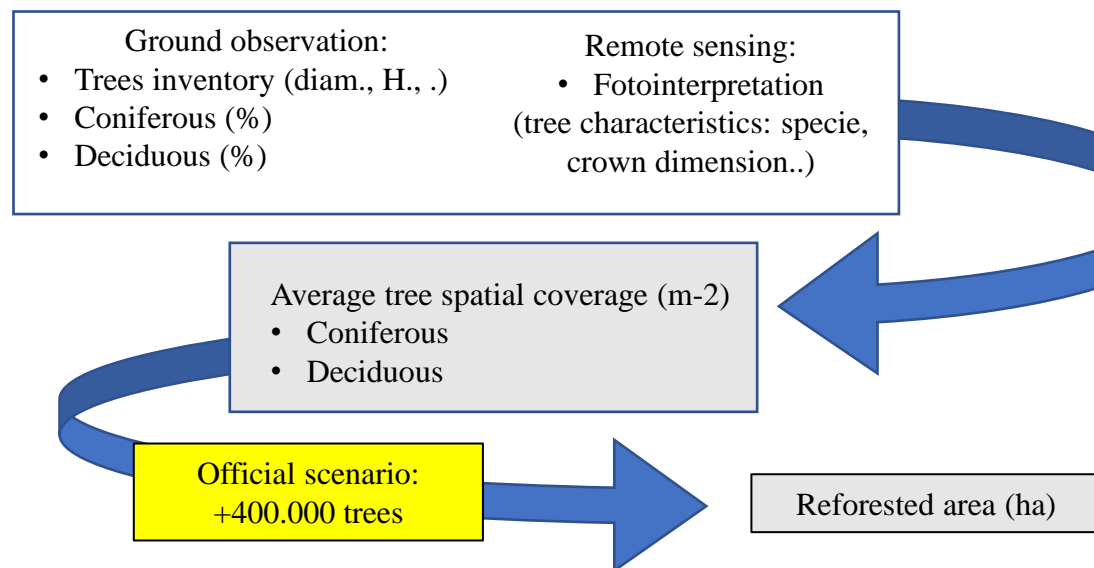 Ground observation:
• Trees inventory (diam., H., .)
• Coniferous (%)
• Deciduous (%)
Remote sensing:
• Fotointerpretation
(tree characteristics: specie,
crown dimension..)
Average tree spatial coverage (m-2)
• Coniferous
• Deciduous
Official scenario:
+400.000 trees
Reforested area (ha)